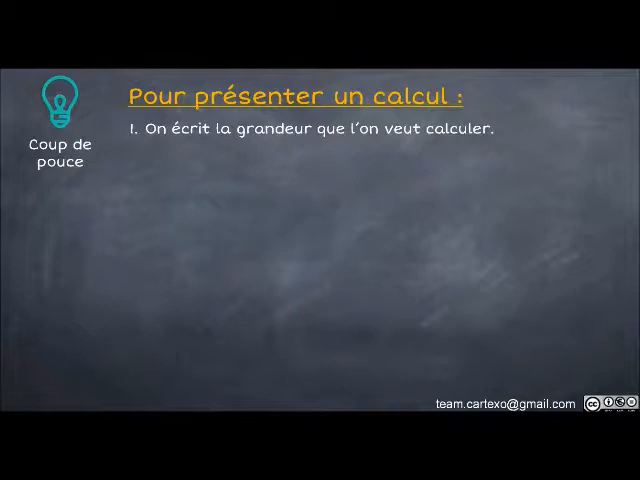 Pour présenter un calcul :
1. On écrit la grandeur que l'on veut calculer.
Coup de
pouce
team.cartexo@gmail.com